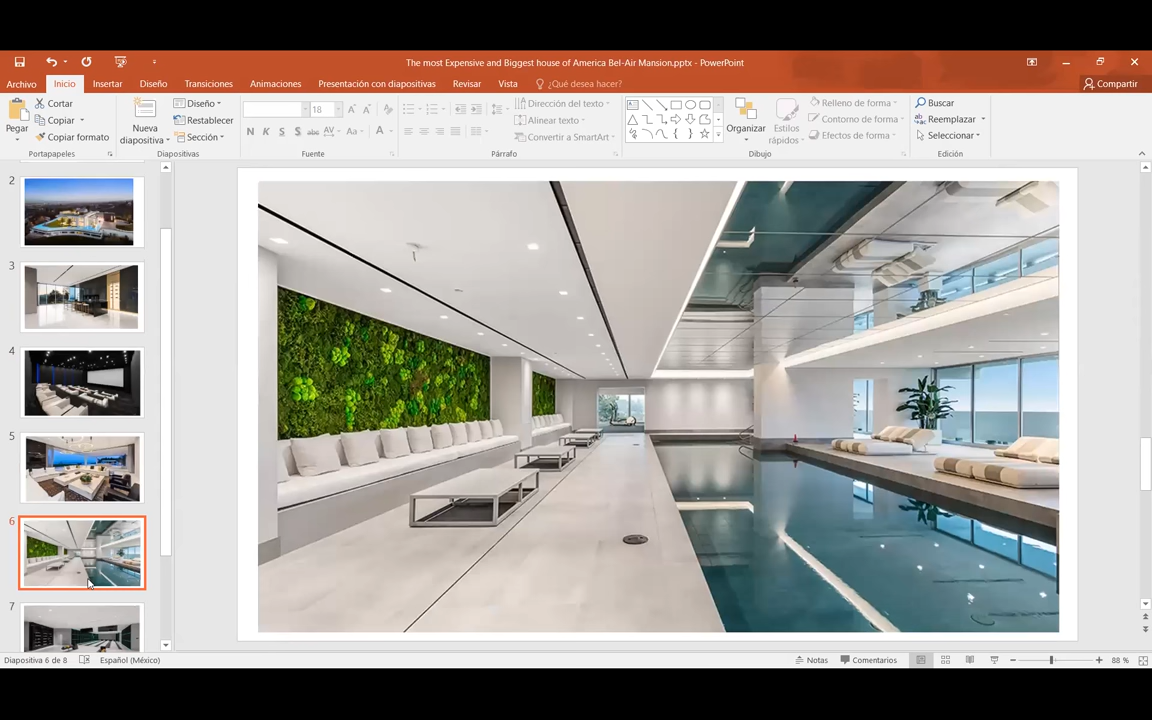 The most Expensive and Biggest house of America Bel-Air Mansion.pptx - PowerPoint
Archivo Inicio Insertar Diseño Transiciones Animaciones Presentación con diapositivas Revisar Vista ¿Qué desea hacer? Compartir
Pegar
Cortar
Copiar
Copiar formato
Portapapeles
Nueva
diapositiva
Diseño
Restablecer
Sección
Diapositivas
18
N K S S abc AV Aa A
Fuente
Dirección del texto
Alinear texto
Convertir a SmartArt
Párrafo
Organizar
Estilos
rápidos
Relleno de forma
Contorno de forma
Efectos de forma
Dibujo
Buscar
Reemplazar
Seleccionar
Edición
2
3
4
5
6
7
Diapositiva 6 de 8 Español (México) Notas Comentarios 88 %